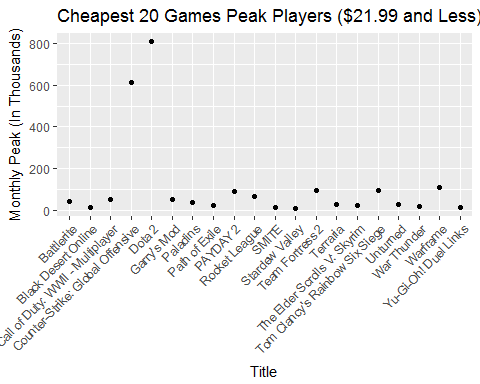 Cheapest 20 Games Peak Players ($21.99 and Less)
Monthly Peak (In Thousands)
800
600
400
200
0
Battlerite
Black Desert Online
Call of Duty: WWII - Multiplayer
Counter-Strike: Global Offensive
Dota 2
Garry's Mod
Paladins
Path of Exile
PAYDAY 2
Rocket League
SMITE
Stardew Valley
Team Fortress 2
Terraria
The Elder Scrolls V: Skyrim
Tom Clancy's Rainbow Six Siege
Unturned
War Thunder
Warframe
Yu-Gi-Oh! Duel Links
Title